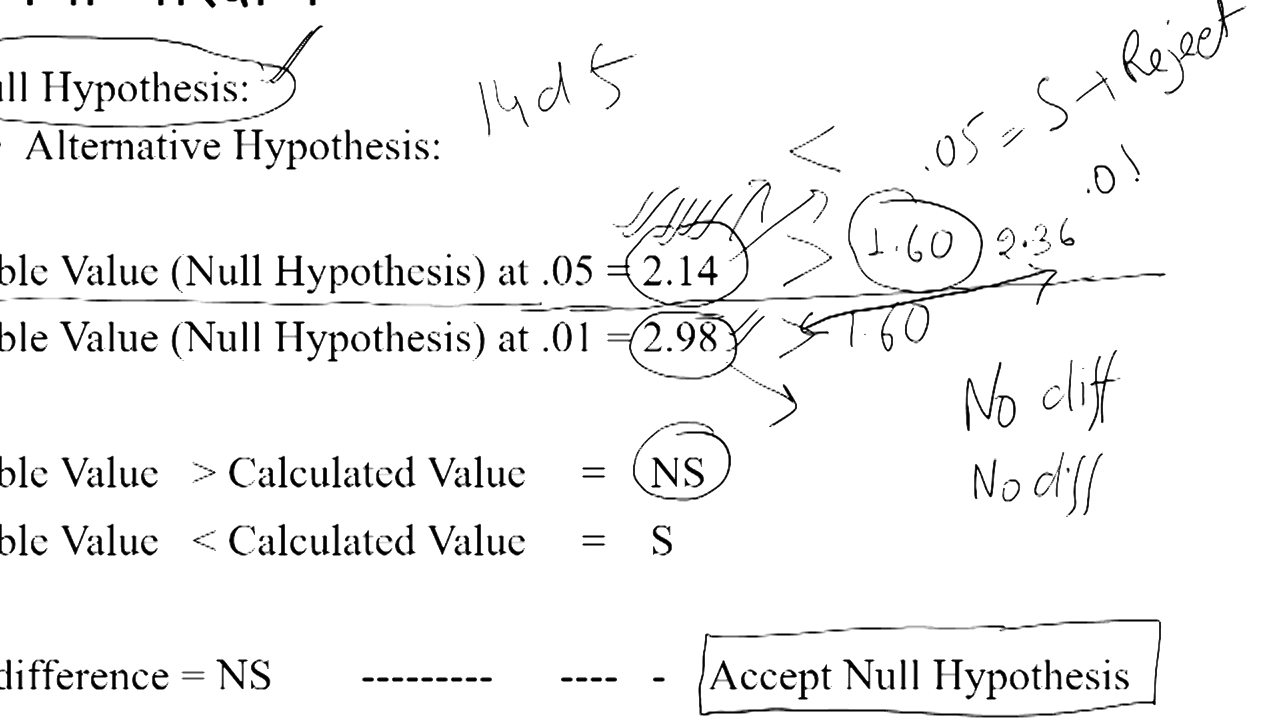 ll Hypothesis:
14 d 5
Alternative Hypothesis:
<
.05 = S → Reject
.01
ble Value (Null Hypothesis) at .05 = 2.14 > 1.60 2.36
ble Value (Null Hypothesis) at .01 = 2.98 > 1.60
No diff
ble Value > Calculated Value = NS
No diff
ble Value < Calculated Value = S
difference = NS --------- ---- - Accept Null Hypothesis